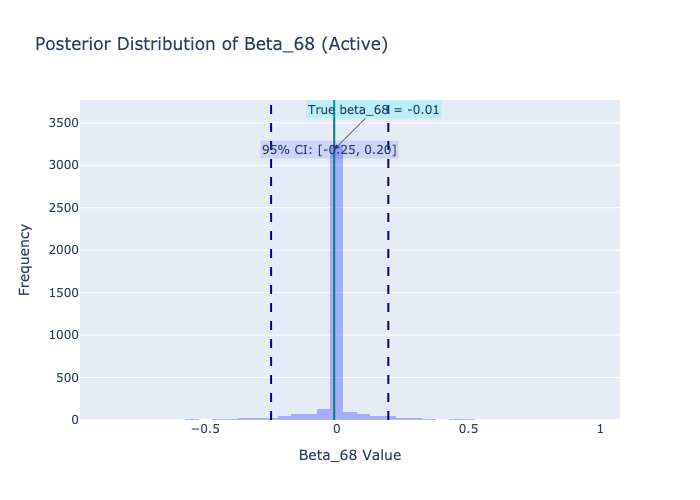 Posterior Distribution of Beta_68 (Active)
True beta_68 = -0.01
95% CI: [-0.25, 0.20]
3500
3000
2500
2000
1500
1000
500
0
Frequency
−0.5
0
0.5
1
Beta_68 Value